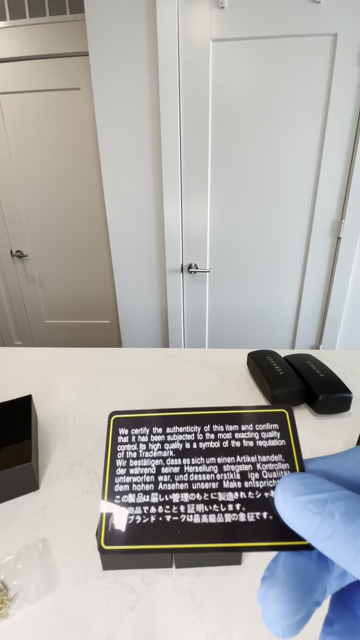 We certify the authenticity of this item and confirm
that it has been subjected to the most exacting quality
control. Its high quality is a symbol of the fine requtation
of the Trademark.
Wir bestätigen, dass es sich um einen Artikel handelt,
der während seiner Hersellung stregsten Kontrollen
unterworfen war, und dessen erstkla ige Qualität
dem hohen Ansehen unserer Make entspricht
この製品は厳しい管理のもとに製造されたシャネ
品であることを証明いたします。
ブランド・マークは最高級品質の象征です。